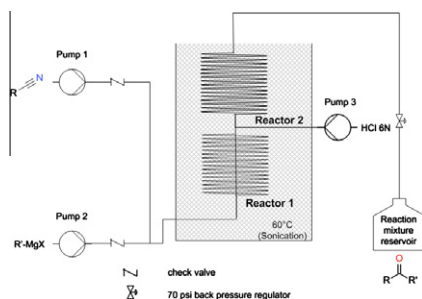 Pump 1
N
R
Pump 3
Reactor 2
HCl 6N
Reactor 1
Pump 2
60°C
(Sonication)
R'-MgX
Reaction
mixture
reservoir
check valve
O
R R'
70 psi back pressure regulator